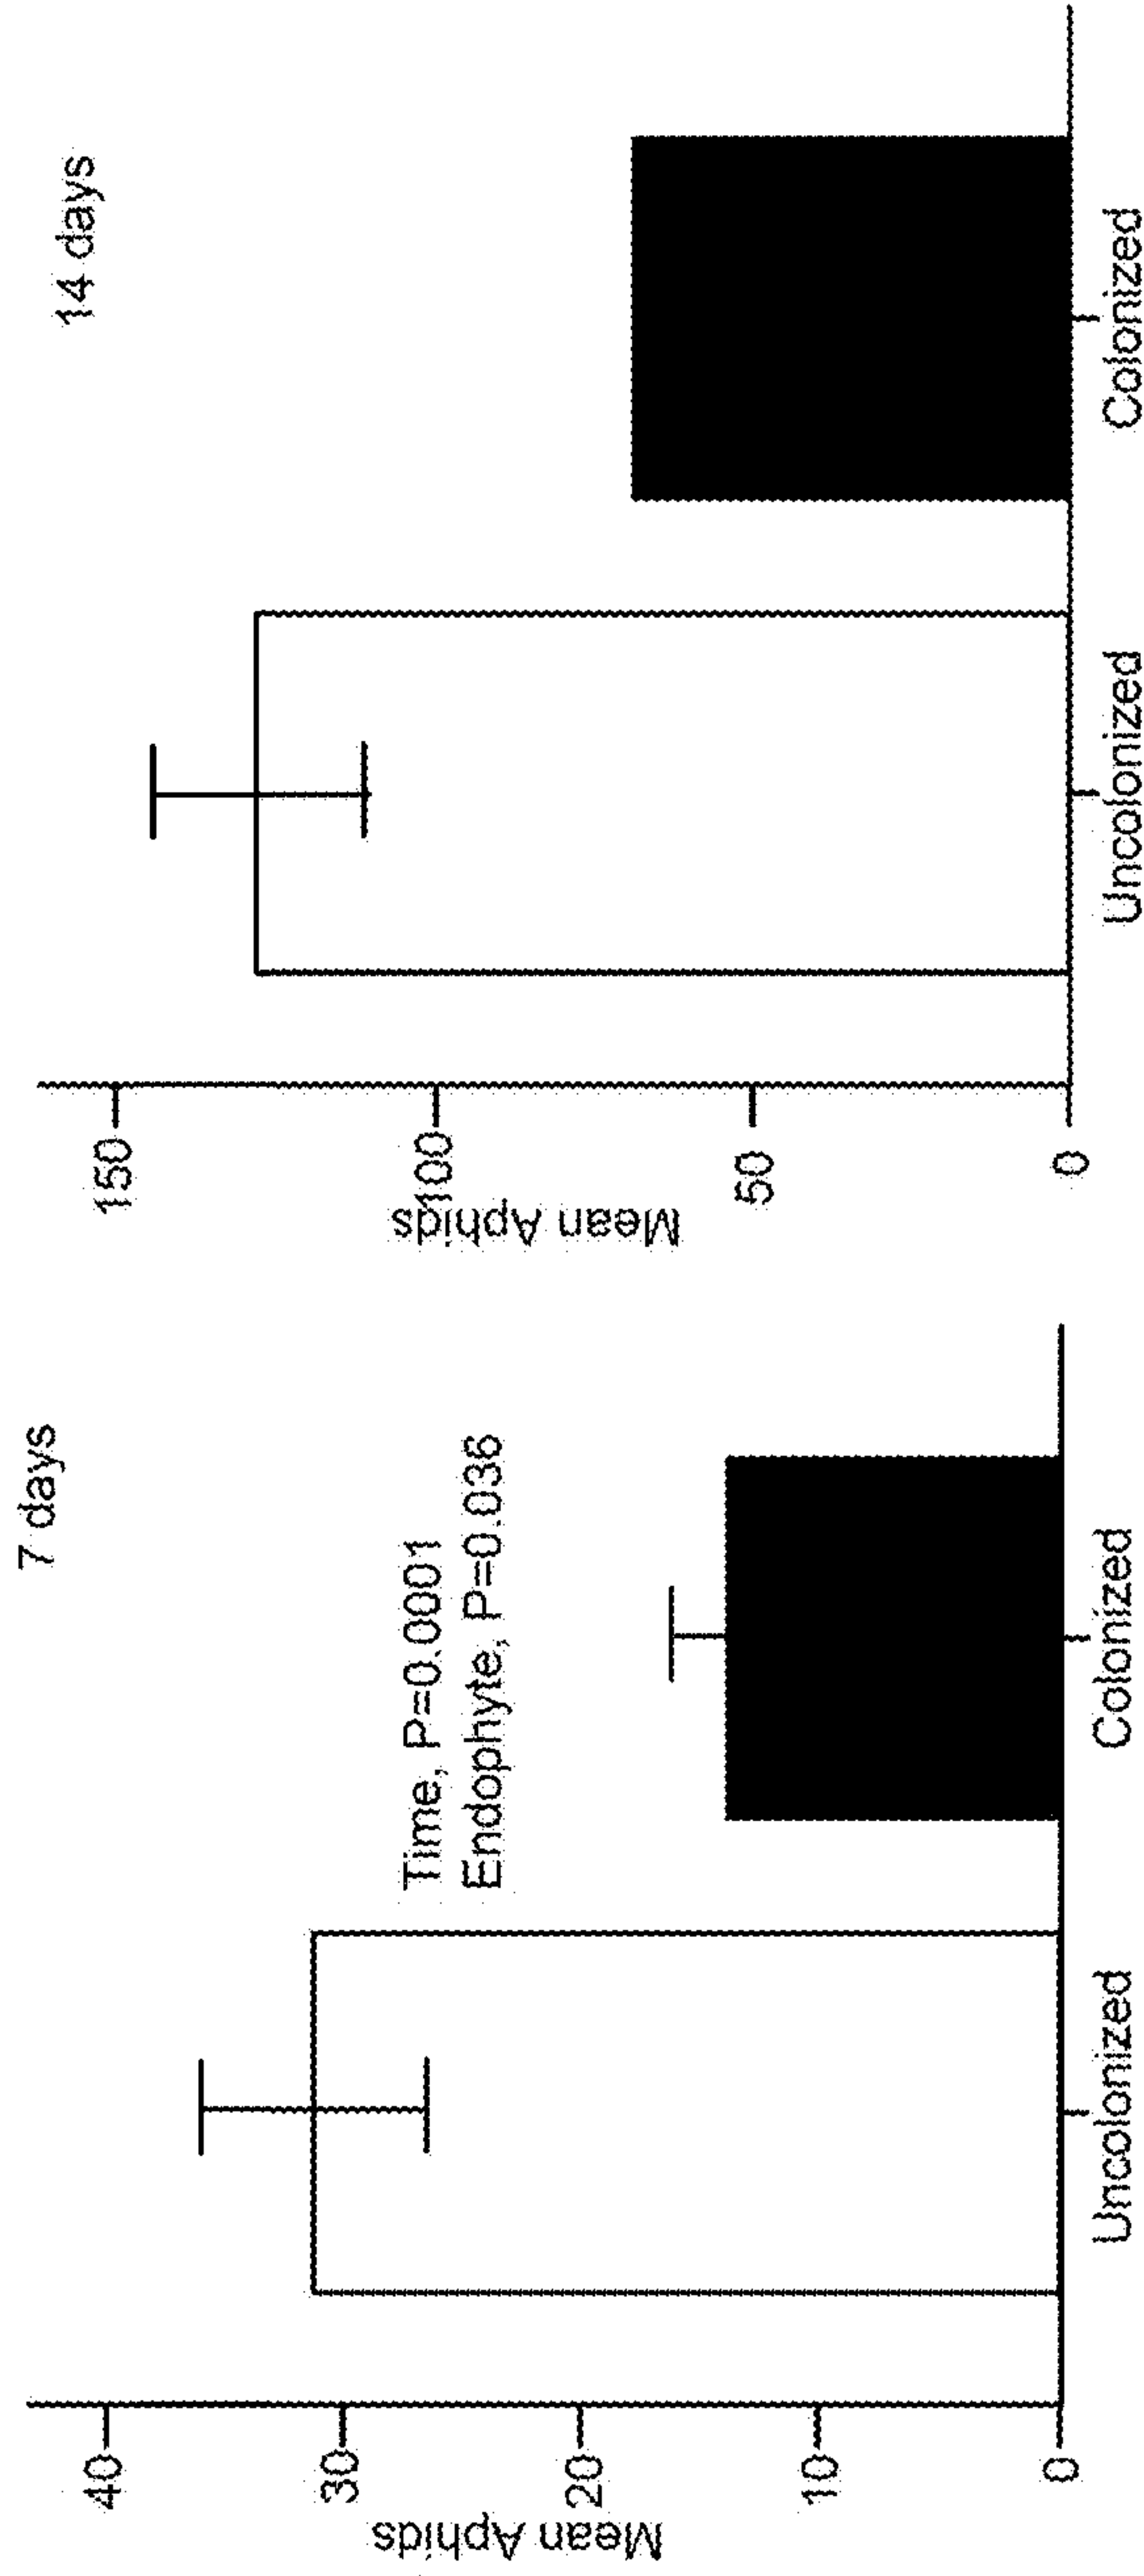 7 days
Mean Aphids
40
30
20
10
0
Time, P=0.0001
Endophyte, P=0.036
Uncolonized
Colonized
14 days
Mean Aphids
150
100
50
0
Uncolonized
Colonized